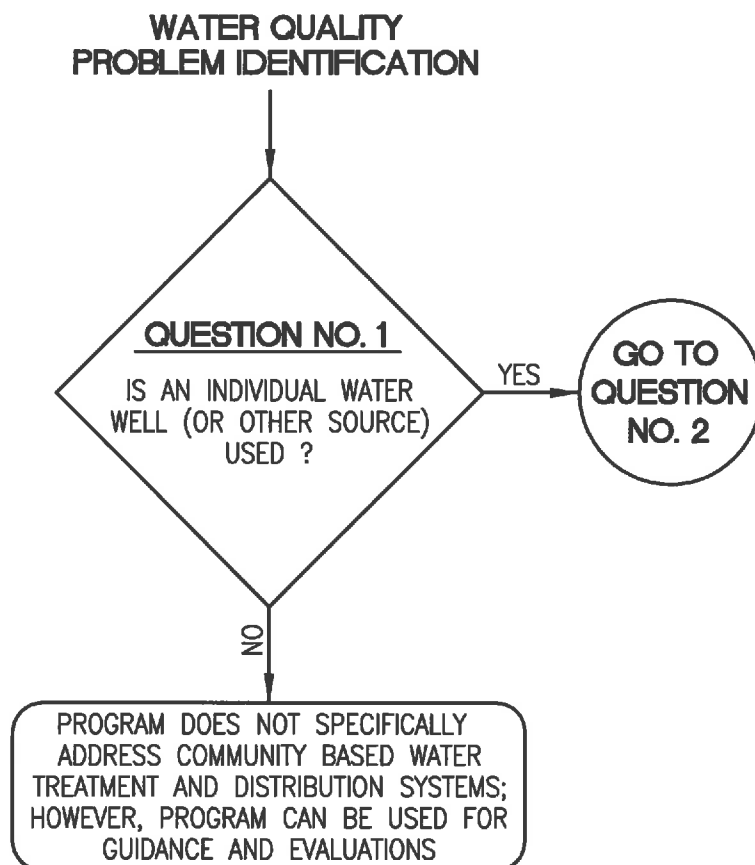 WATER QUALITY
PROBLEM IDENTIFICATION
QUESTION NO. 1
IS AN INDIVIDUAL WATER
WELL (OR OTHER SOURCE)
USED ?
YES
GO TO
QUESTION
NO. 2
NO
PROGRAM DOES NOT SPECIFICALLY
ADDRESS COMMUNITY BASED WATER
TREATMENT AND DISTRIBUTION SYSTEMS;
HOWEVER, PROGRAM CAN BE USED FOR
GUIDANCE AND EVALUATIONS